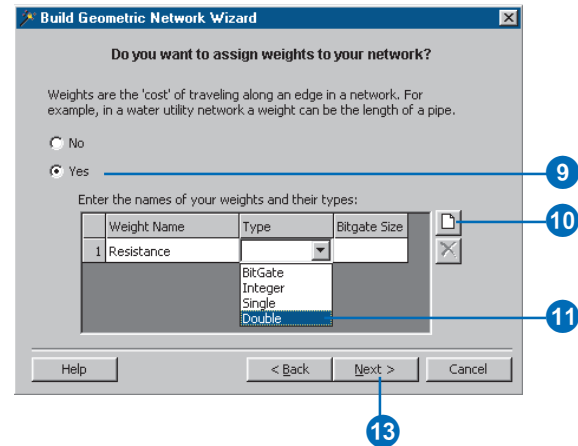 Build Geometric Network Wizard
Do you want to assign weights to your network?
Weights are the 'cost' of traveling along an edge in a network. For
example, in a water utility network a weight can be the length of a pipe.
No
Yes
9
Enter the names of your weights and their types:
10
Weight Name Type Bitgate Size
1 Resistance
BitGate
Integer
Single
Double
11
Help < Back Next > Cancel
13